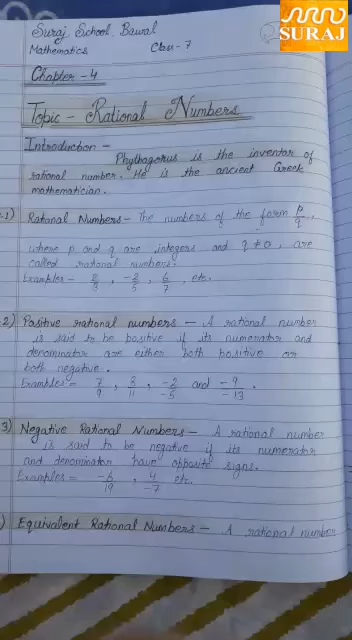 SURAJ
Suraj School, Bawal
Mathematics Class-7
Chapter-4
Topic - Rational Numbers
Introduction -
Phythagorus is the inventor of
rational number. He is the ancient Greek
mathematician.
1) Rational Numbers - The numbers of the form p/q,
where p and q are integers and q ≠ 0, are
called rational numbers.
Examples - -3/5, 6/7, etc.
2) Positive rational numbers - A rational number
is said to be positive if its numerator and
denominator are either both positive or
both negative.
Examples = 7/9, 3/11, -2/-5 and -9/-13.
3) Negative Rational Numbers - A rational number
is said to be negative if its numerator
and denominator have opposite signs.
Examples = -6/19, 4/-7 etc.
) Equivalent Rational Numbers - A rational number